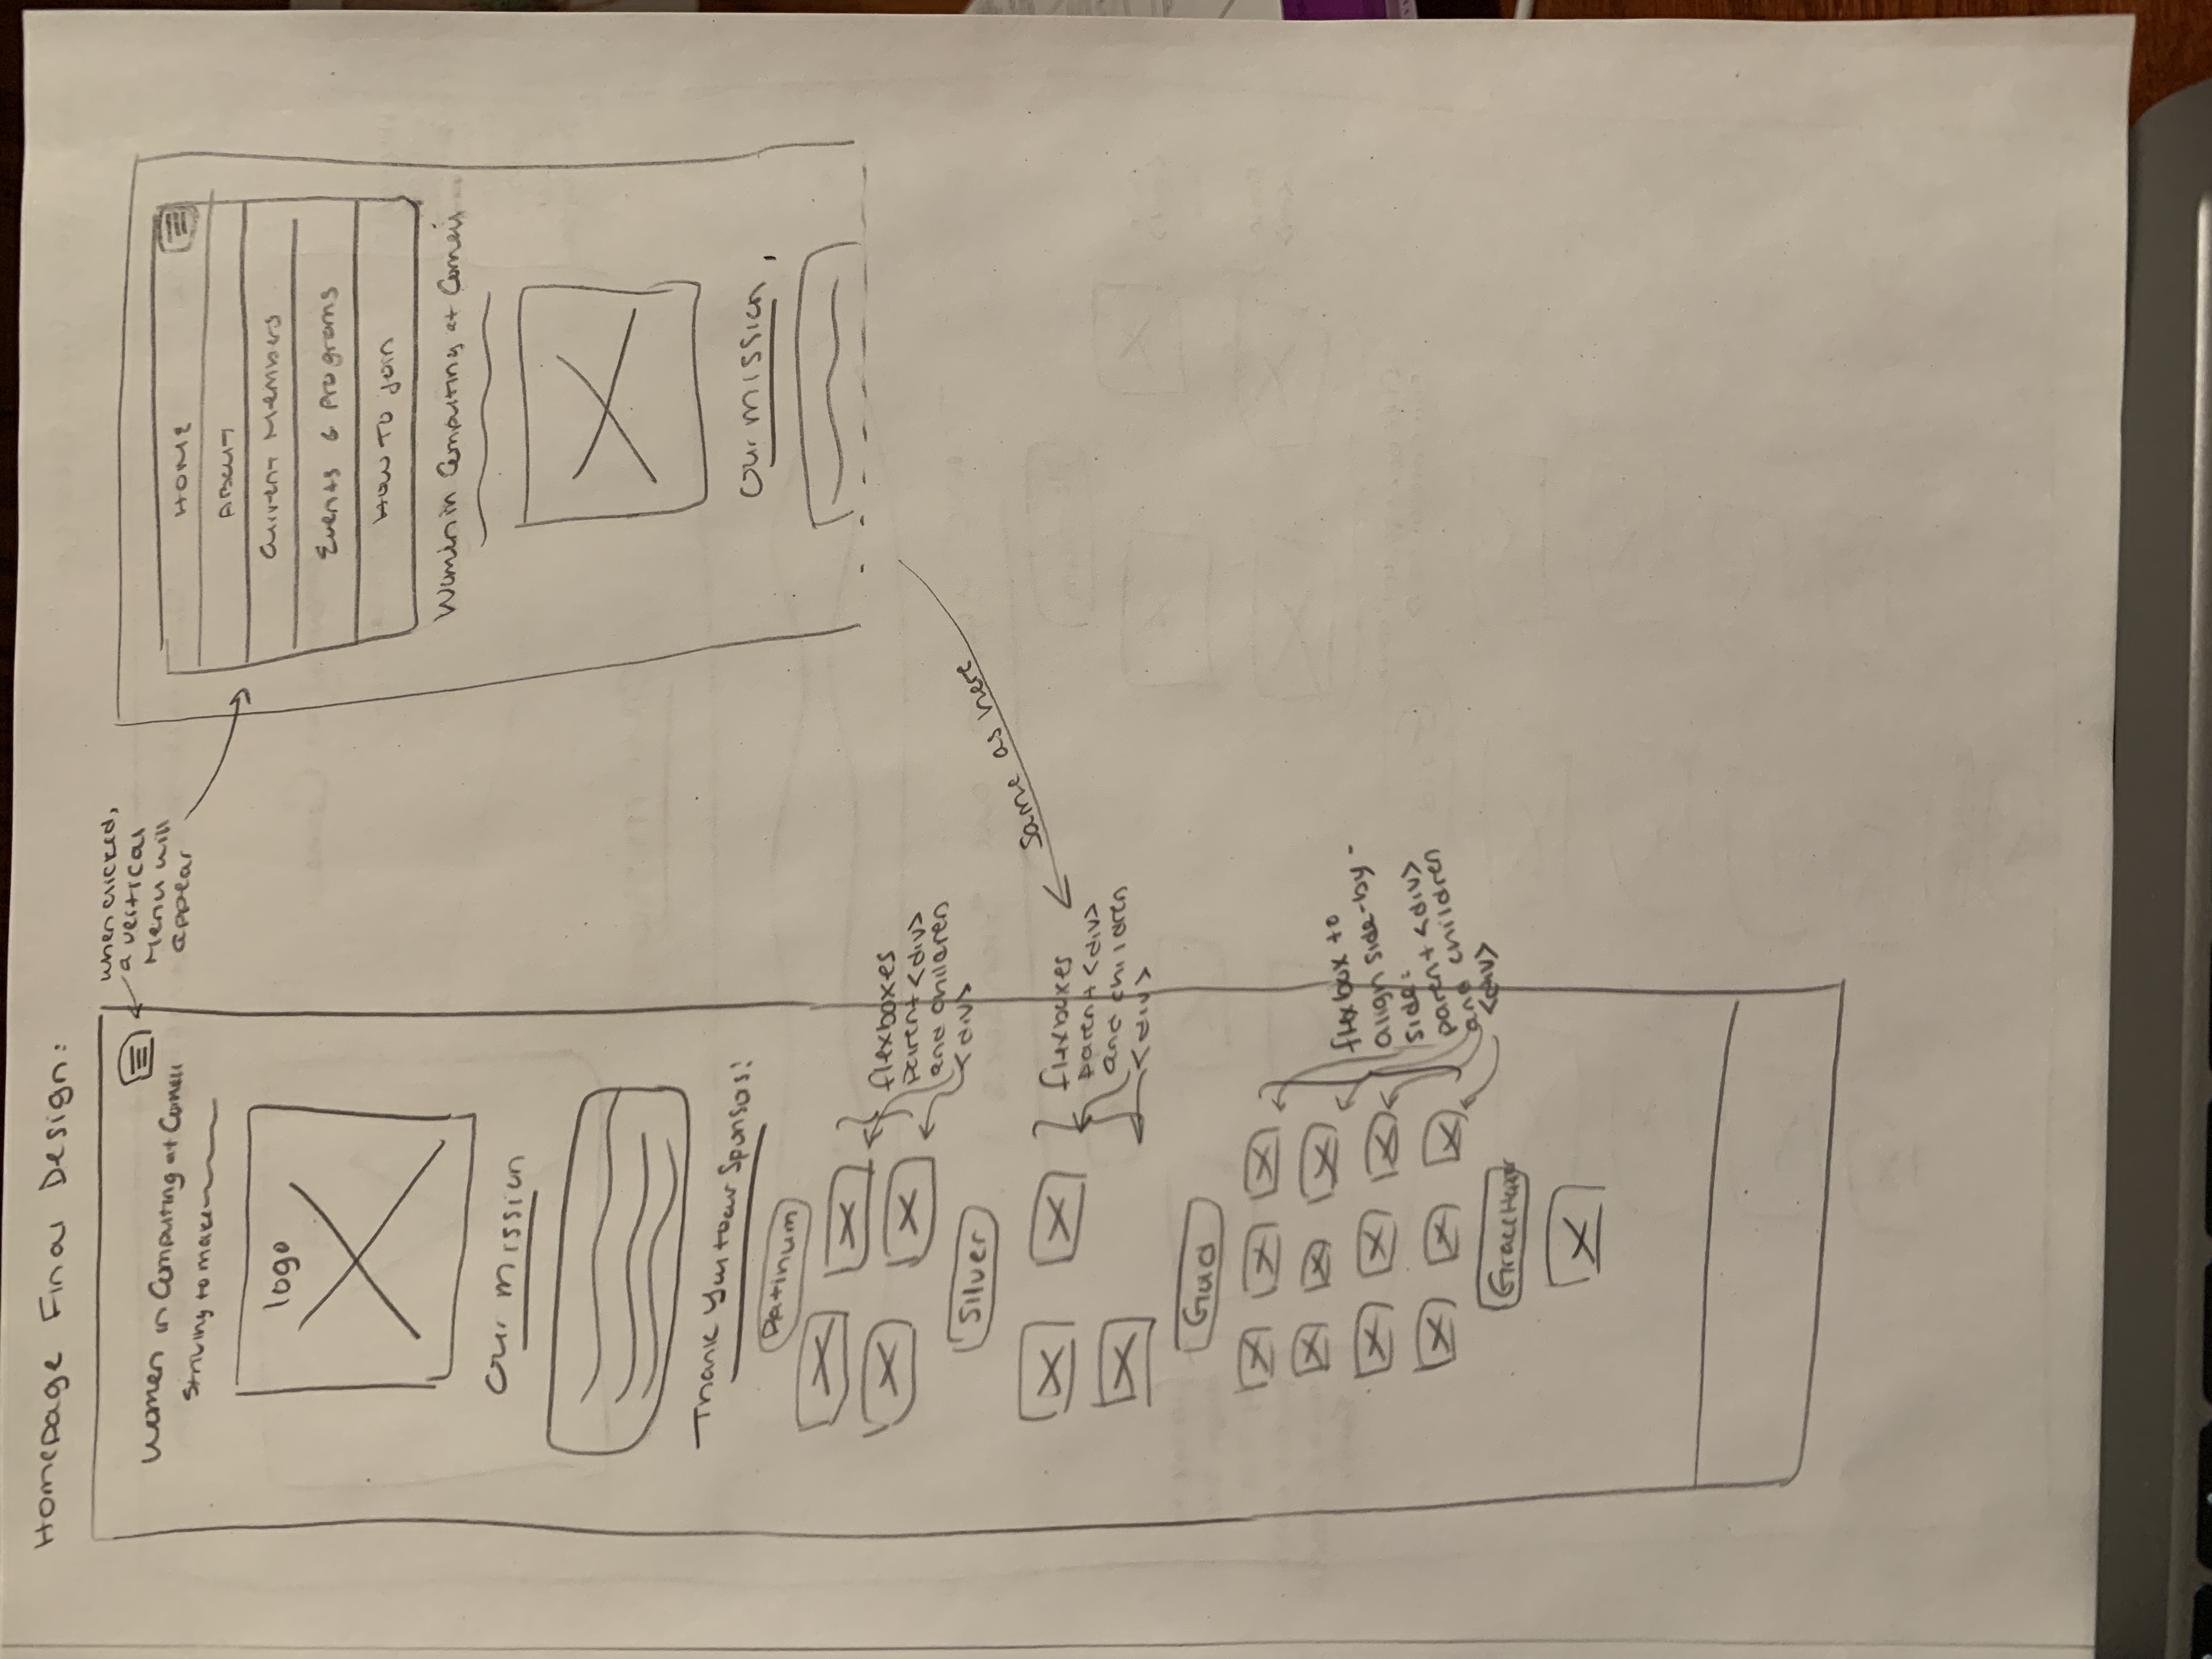 Homepage Final Design:
Women in Computing at Cornell
Striving to make
logo
Our Mission
Thank You to our Sponsors!
Platinum
flexboxes
parent <div>
and children
<div>
Silver
flexboxes
parent <div>
and children
<div>
Gold
flexbox to
align side-by-
side:
parent <div>
and children
<div>
Grace Hopper
when clicked,
a vertical
Menu will
appear
HOME
ABOUT
Current Members
Events & Programs
How To Join
Women in Computing at Cornell
Our Mission
Same as here